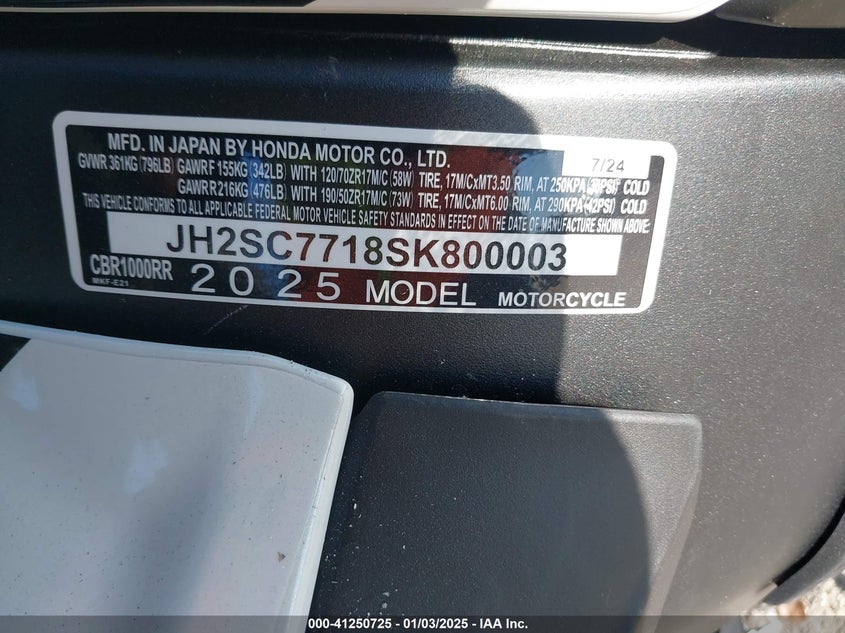 MFD. IN JAPAN BY HONDA MOTOR CO., LTD. 7/24
GVWR 361KG (796LB) GAWRF 155KG (342LB) WITH 120/70ZR17M/C (58W) TIRE, 17M/CxMT3.50 RIM, AT 250KPA (36PSI) COLD
GAWRR 216KG (476LB) WITH 190/50ZR17M/C (73W) TIRE, 17M/CxMT6.00 RIM, AT 290KPA (42PSI) COLD
THIS VEHICLE CONFORMS TO ALL APPLICABLE FEDERAL MOTOR VEHICLE SAFETY STANDARDS IN EFFECT ON THE DATE OF MANUFACTURE SHOWN ABOVE.
JH2SC7718SK800003
CBR1000RR 2025 MODEL MOTORCYCLE
MKF-E21
000-41250725 - 01/03/2025 - IAA Inc.